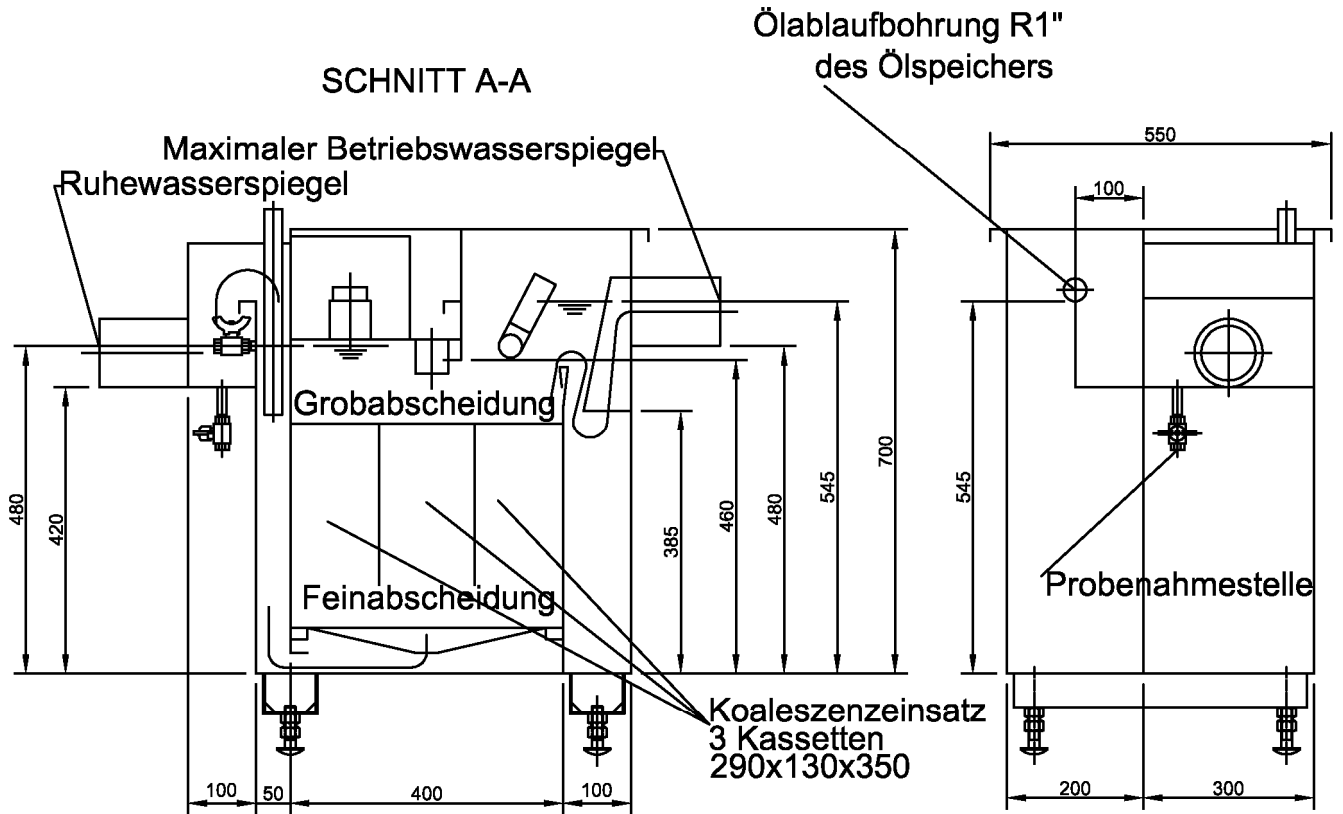 Ölablaufbohrung R1"
des Ölspeichers
SCHNITT A-A
Maximaler Betriebswasserspiegel
Ruhewasserspiegel
550
100
Grobabscheidung
Feinabscheidung
480
420
385
460
480
545
700
545
Probenahmestelle
Koaleszenzeinsatz
3 Kassetten
290x130x350
100
50
400
100
200
300